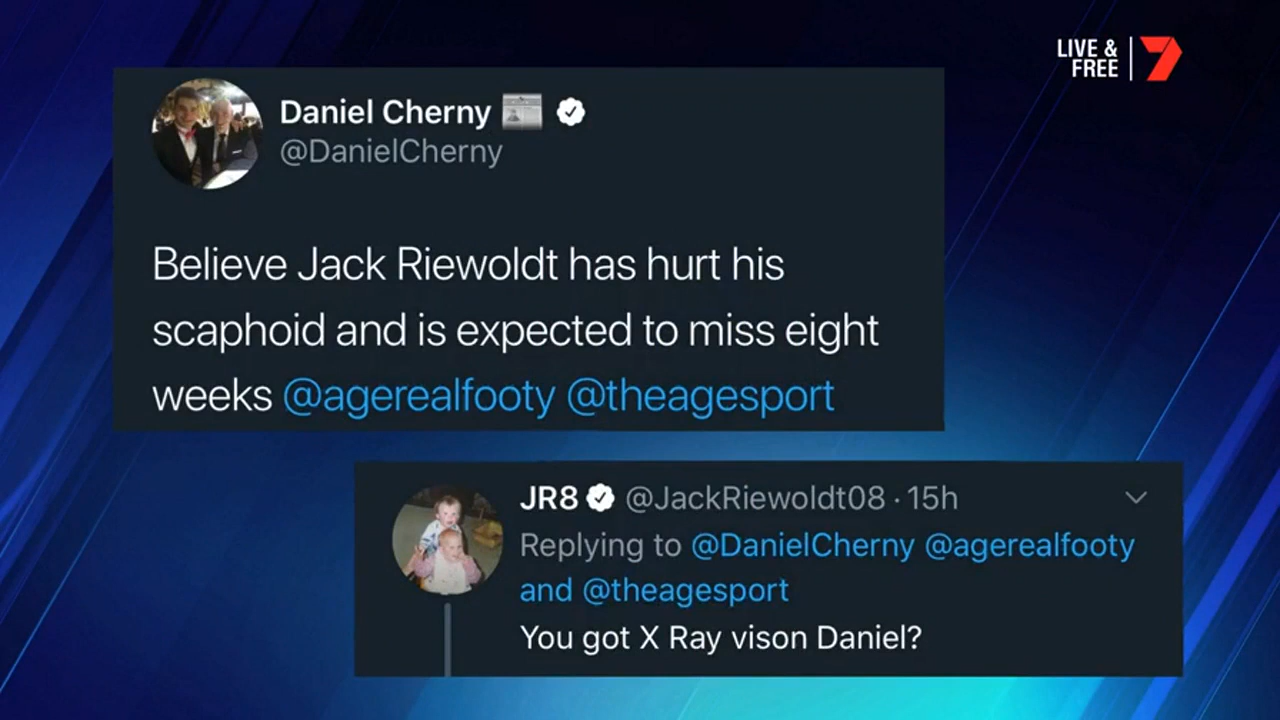 LIVE &
FREE 7
Daniel Cherny
@DanielCherny
Believe Jack Riewoldt has hurt his
scaphoid and is expected to miss eight
weeks @agerealfooty @theagesport
JR8 @JackRiewoldt08 · 15h
Replying to @DanielCherny @agerealfooty
and @theagesport
You got X Ray vison Daniel?